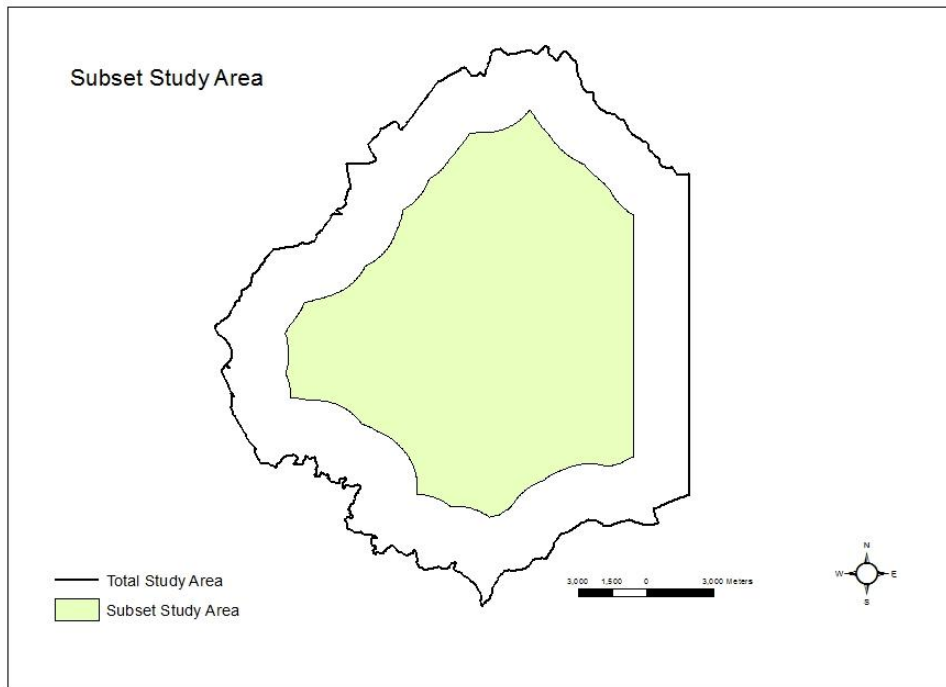 Subset Study Area
Total Study Area
Subset Study Area
3,000 1,500 0 3,000 Meters
N
W E
S